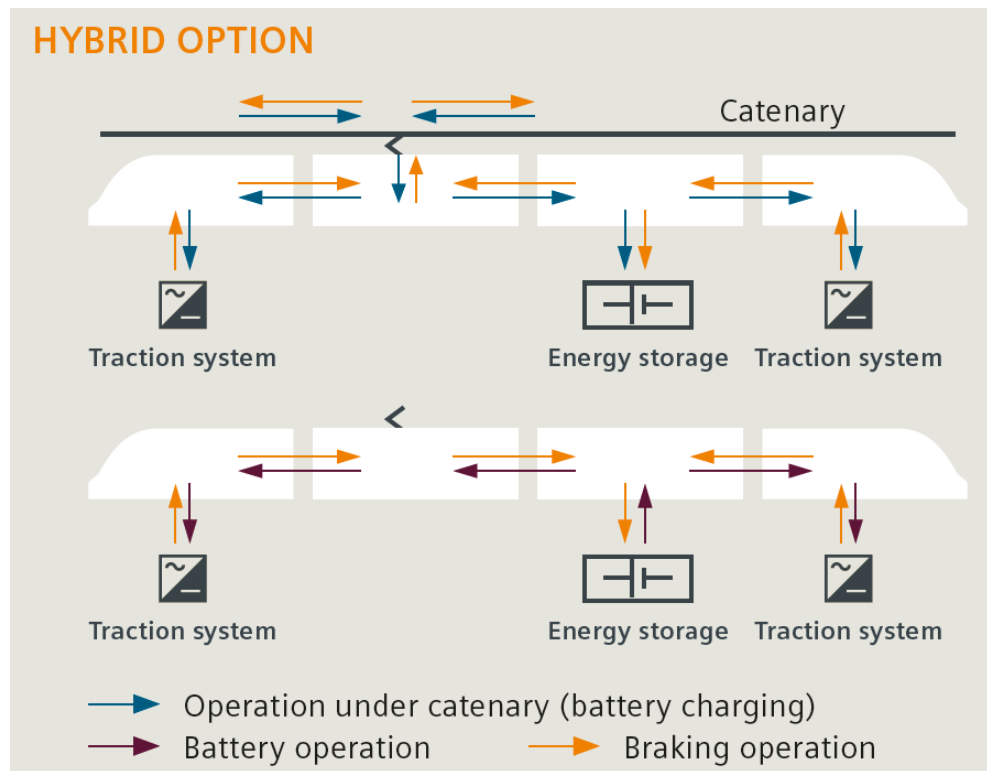 HYBRID OPTION
Catenary
Traction system
Energy storage
Traction system
Traction system
Energy storage
Traction system
Operation under catenary (battery charging)
Battery operation
Braking operation